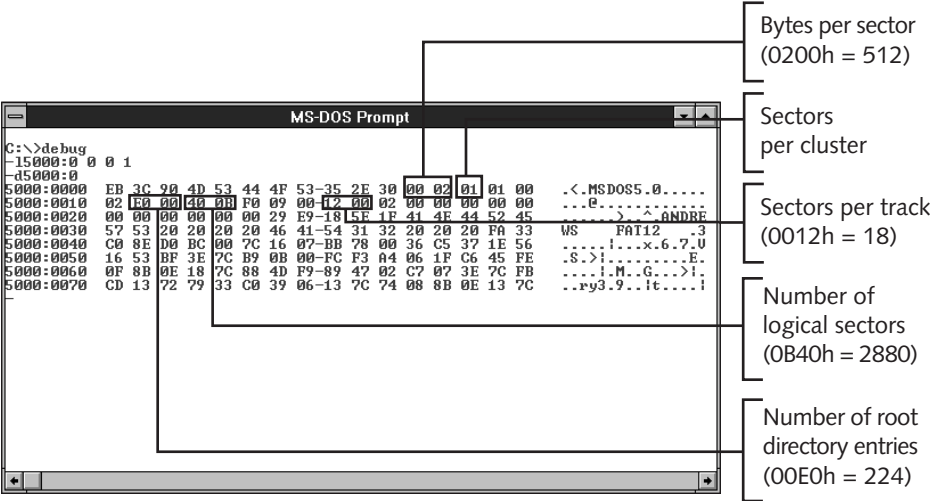 Bytes per sector
(0200h = 512)
Sectors
per cluster
Sectors per track
(0012h = 18)
Number of
logical sectors
(0B40h = 2880)
Number of root
directory entries
(00E0h = 224)
MS-DOS Prompt
C:\>debug
-l5000:0 0 0 1
-d5000:0
5000:0000 EB 3C 90 4D 53 44 4F 53-35 2E 30 00 02 01 01 00 .<.MSDOS5.0.....
5000:0010 02 E0 00 40 0B F0 09 00-12 00 02 00 00 00 00 00 ...@............
5000:0020 00 00 00 00 00 00 29 E9-18 5E 1F 41 4E 44 52 45 ......)..^.ANDRE
5000:0030 57 53 20 20 20 20 46 41-54 31 32 20 20 20 FA 33 WS    FAT12   .3
5000:0040 C0 8E D0 BC 00 7C 16 07-BB 78 00 36 C5 37 1E 56 .....|...x.6.7.V
5000:0050 16 53 BF 3E 7C B9 0B 00-FC F3 A4 06 1F C6 45 FE .S.>|.........E.
5000:0060 0F 8B 0E 18 7C 88 4D F9-89 47 02 C7 07 3E 7C FB ....|.M..G...>|.
5000:0070 CD 13 72 79 33 C0 39 06-13 7C 74 08 8B 0E 13 7C ..ry3.9..|t....|
-